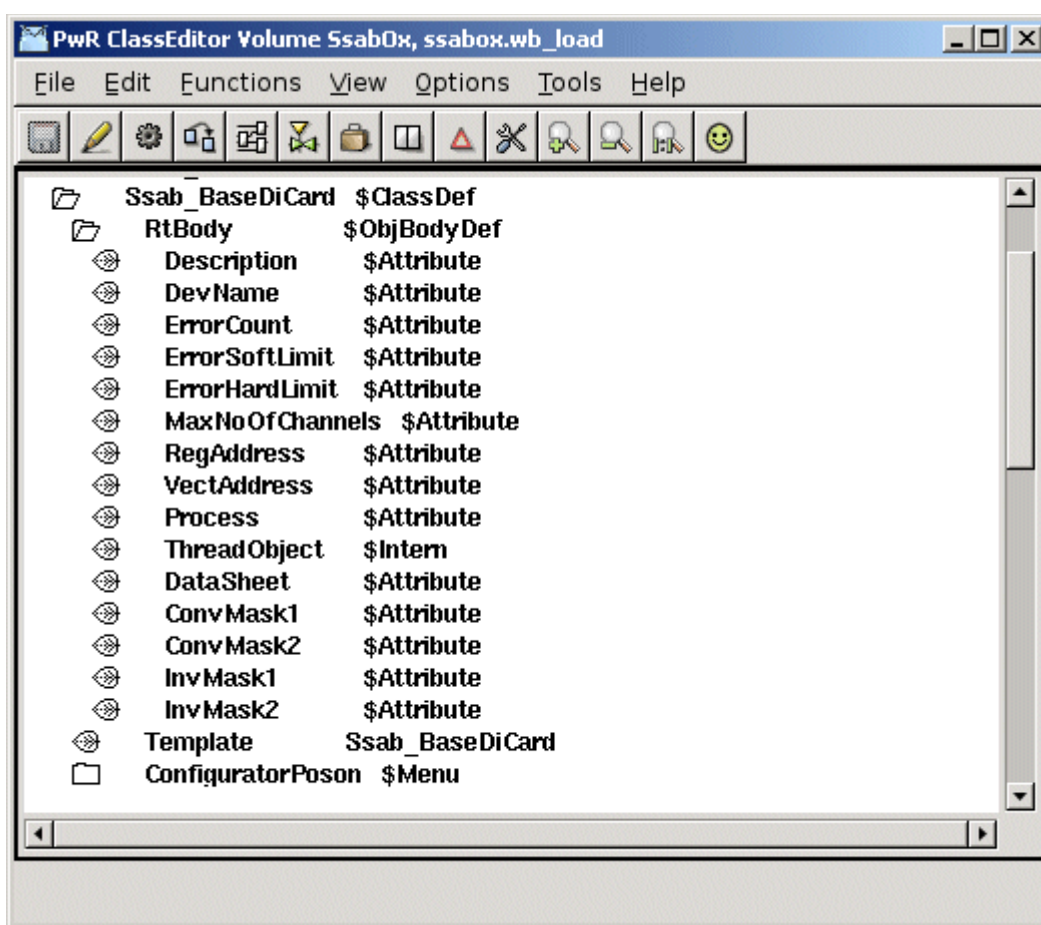 PwR ClassEditor Volume SsabOx, ssabox.wb_load
File Edit Functions View Options Tools Help
1:1
Ssab_BaseDiCard $ClassDef
RtBody $ObjBodyDef
Description $Attribute
DevName $Attribute
ErrorCount $Attribute
ErrorSoftLimit $Attribute
ErrorHardLimit $Attribute
MaxNoOfChannels $Attribute
RegAddress $Attribute
VectAddress $Attribute
Process $Attribute
ThreadObject $Intern
DataSheet $Attribute
ConvMask1 $Attribute
ConvMask2 $Attribute
InvMask1 $Attribute
InvMask2 $Attribute
Template Ssab_BaseDiCard
ConfiguratorPoson $Menu